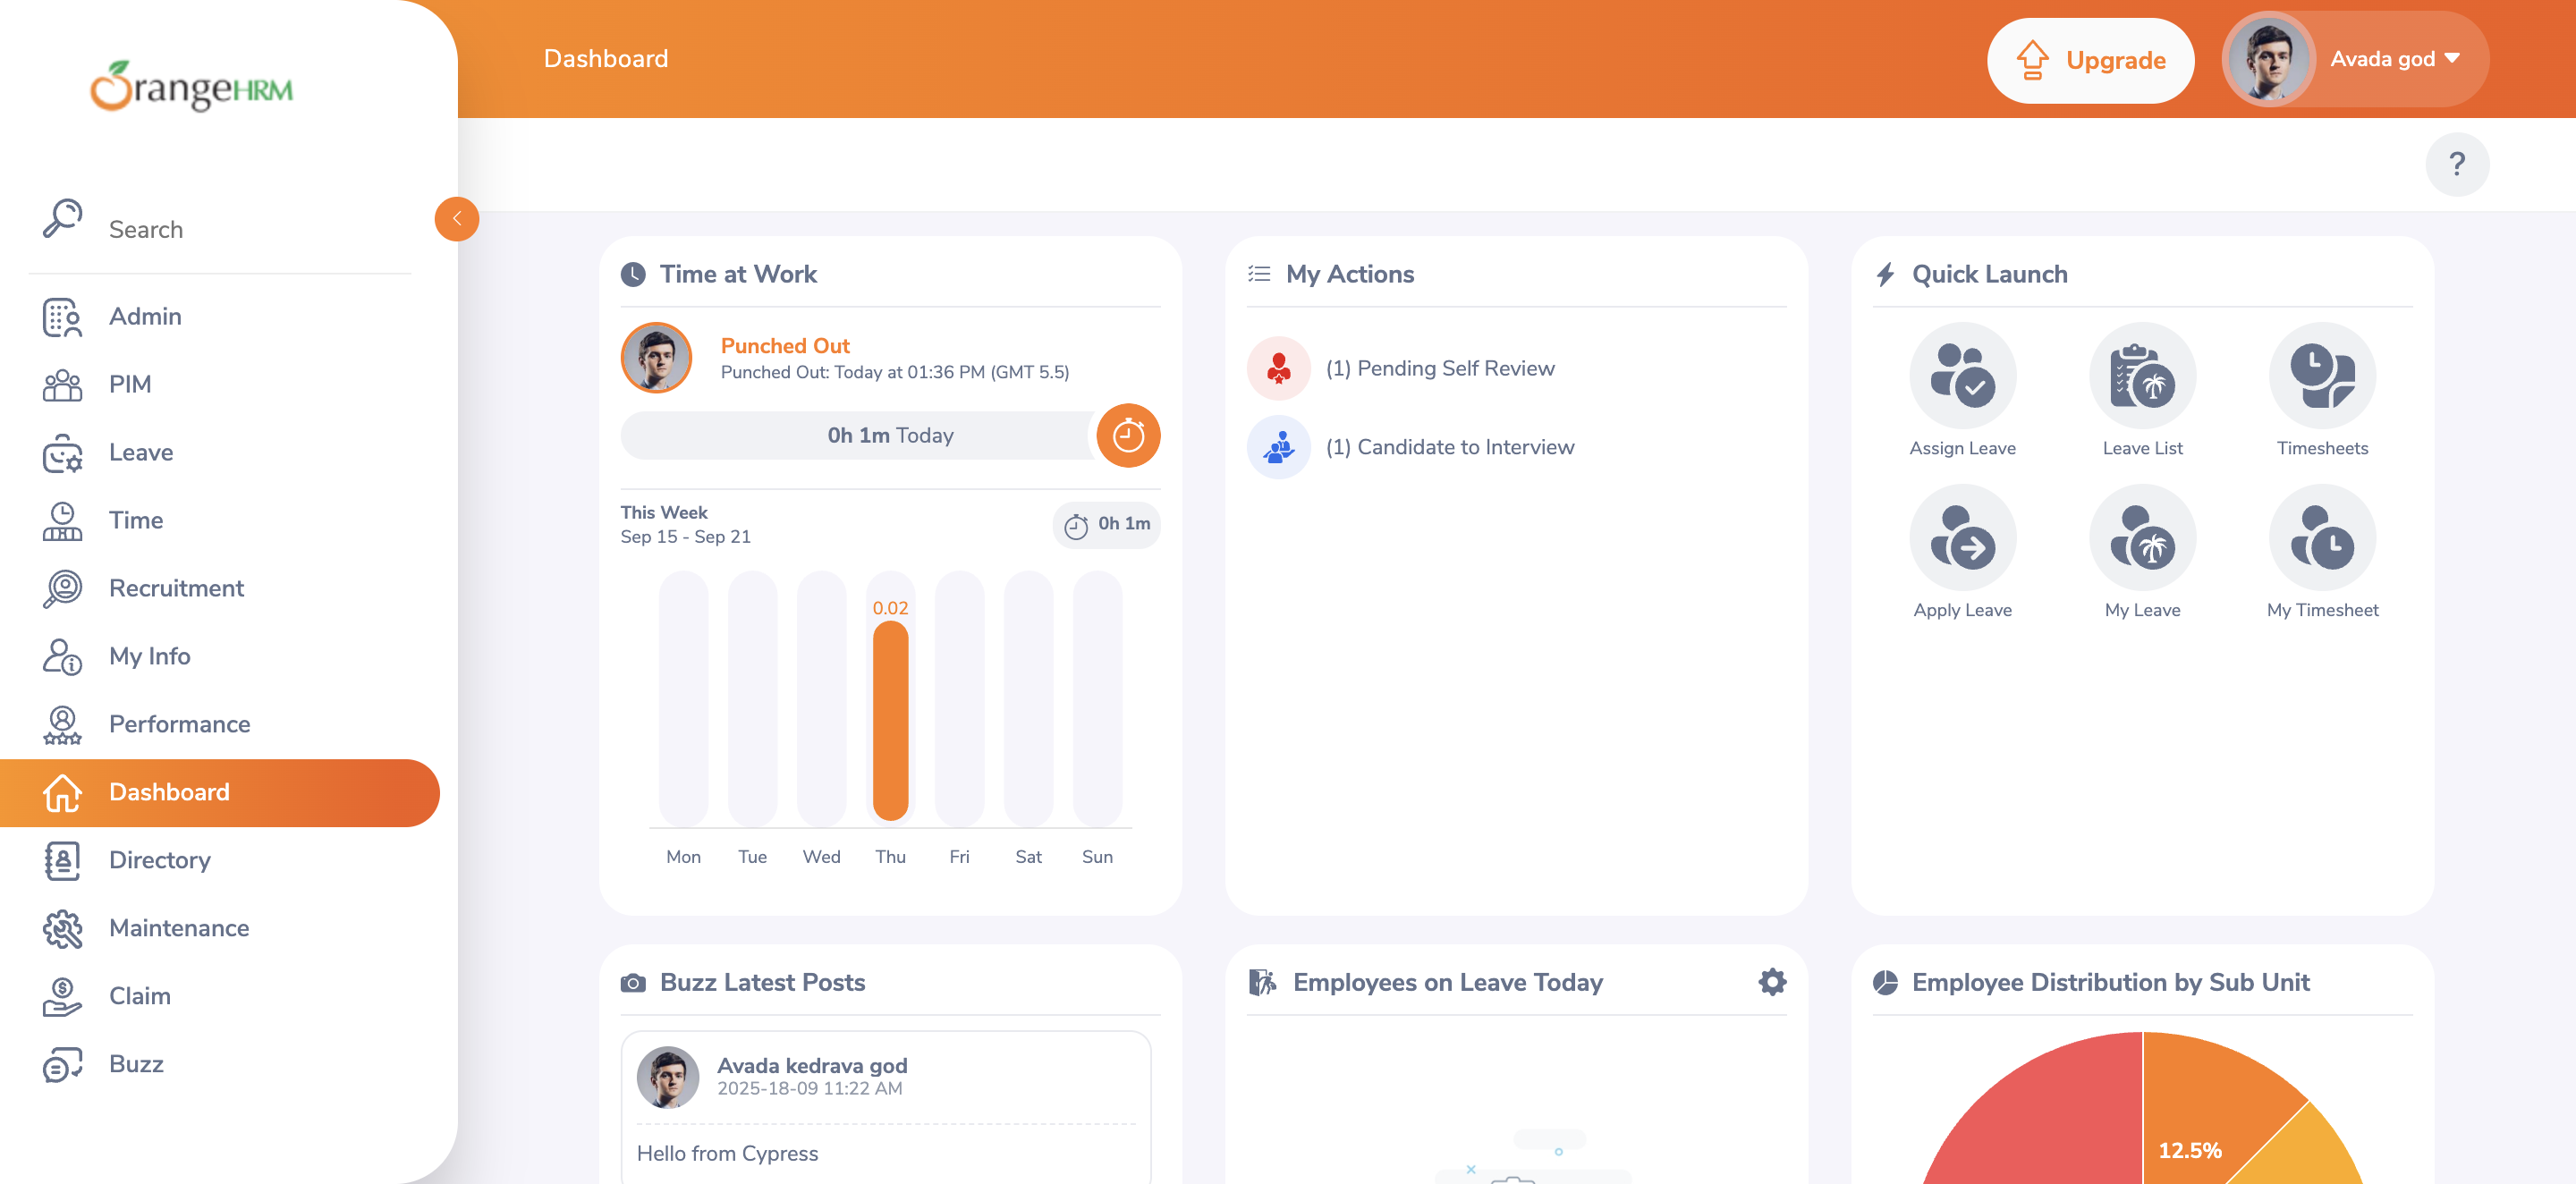 OrangeHRM
Search
Admin
PIM
Leave
Time
Recruitment
My Info
Performance
Dashboard
Directory
Maintenance
Claim
Buzz
Dashboard
Upgrade
Avada god
?
Time at Work
Punched Out
Punched Out: Today at 01:36 PM (GMT 5.5)
0h 1m Today
This Week
Sep 15 - Sep 21
0h 1m
0.02
Mon Tue Wed Thu Fri Sat Sun
My Actions
(1) Pending Self Review
(1) Candidate to Interview
Quick Launch
Assign Leave
Leave List
Timesheets
Apply Leave
My Leave
My Timesheet
Buzz Latest Posts
Avada kedrava god
2025-18-09 11:22 AM
Hello from Cypress
Employees on Leave Today
Employee Distribution by Sub Unit
12.5%